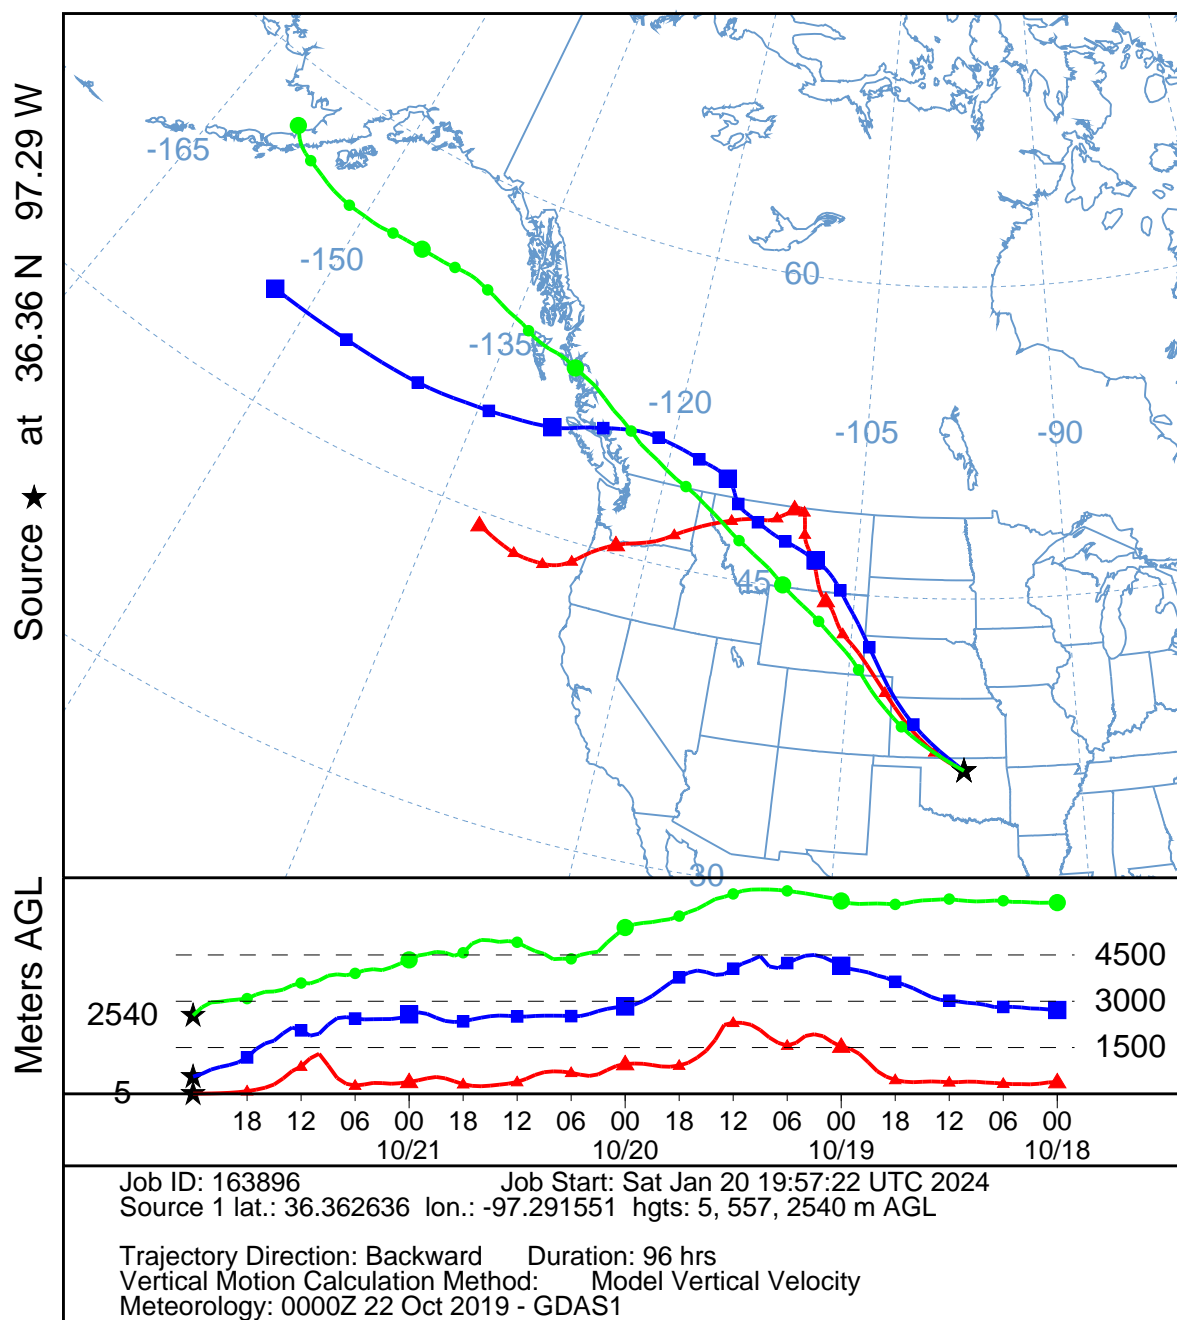 Source ★ at 36.36 N 97.29 W
-165
-150
-135
-120
-105
-90
60
45
30
Meters AGL
2540
5
4500
3000
1500
18 12 06 00 18 12 06 00 18 12 06 00 18 12 06 00
10/21 10/20 10/19 10/18
Job ID: 163896 Job Start: Sat Jan 20 19:57:22 UTC 2024
Source 1 lat.: 36.362636 lon.: -97.291551 hgts: 5, 557, 2540 m AGL
Trajectory Direction: Backward Duration: 96 hrs
Vertical Motion Calculation Method: Model Vertical Velocity
Meteorology: 0000Z 22 Oct 2019 - GDAS1